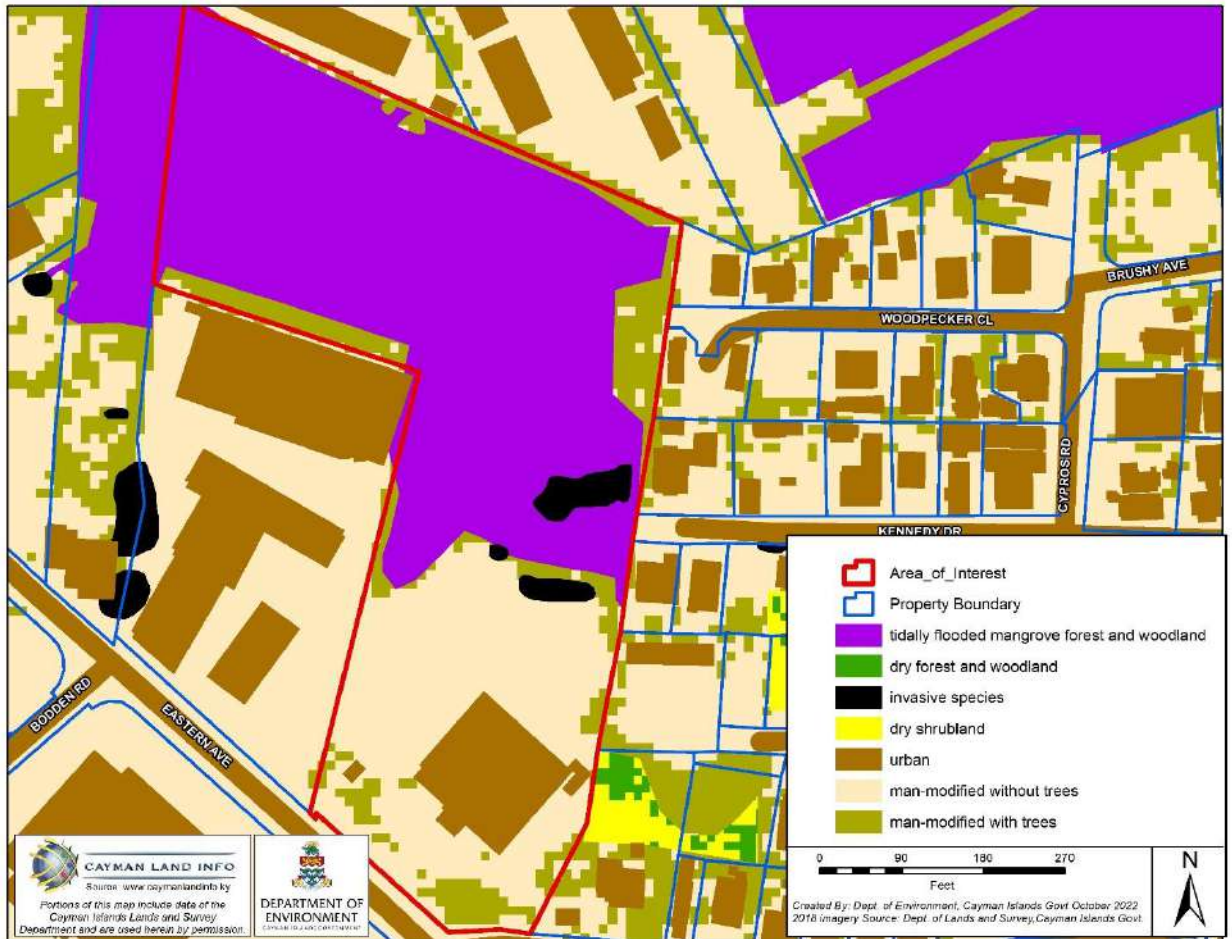 BRUSHY AVE
WOODPECKER CL
CYPROS RD
KENNEDY DR
BODDEN RD
EASTERN AVE
Area_of_Interest
Property Boundary
tidally flooded mangrove forest and woodland
dry forest and woodland
invasive species
dry shrubland
urban
man-modified without trees
man-modified with trees
0 90 180 270
Feet
N
Created By: Dept. of Environment, Cayman Islands Govt October 2022
2018 imagery Source: Dept. of Lands and Survey, Cayman Islands Govt.
CAYMAN LAND INFO
Source: www.caymanlandinfo.ky
Portions of this map include data of the
Cayman Islands Lands and Survey
Department and are used herein by permission.
DEPARTMENT OF
ENVIRONMENT
CAYMAN ISLANDS GOVERNMENT